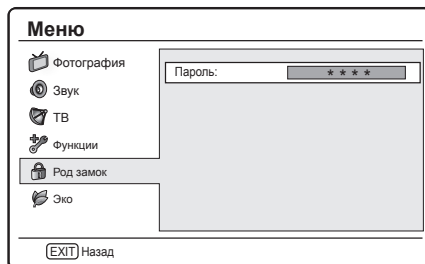 Меню
Фотография
Пароль: * * * *
Звук
ТВ
Функции
Род замок
Эко
EXIT Назад